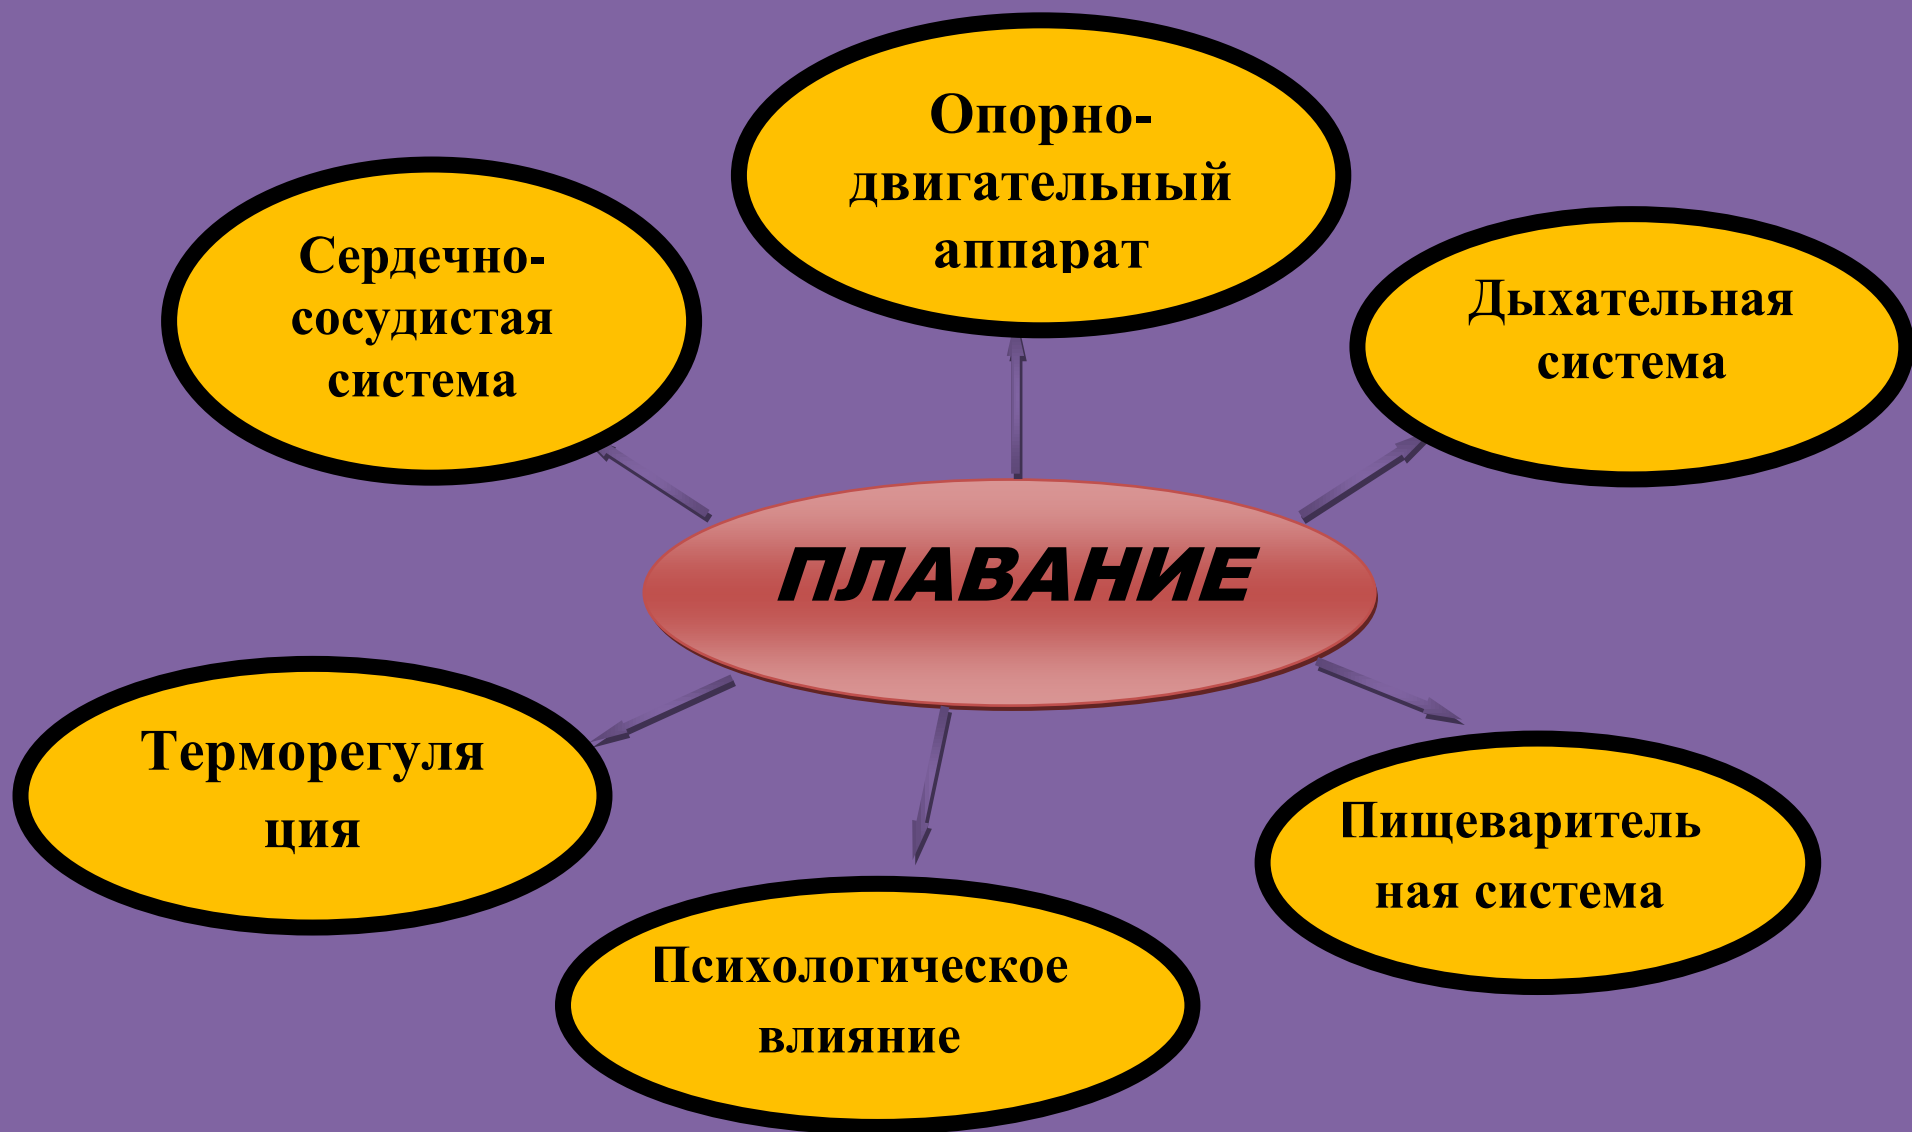 Опорно-
двигательный
аппарат
Сердечно-
сосудистая
система
Дыхательная
система
ПЛАВАНИЕ
Терморегуля
ция
Пищеваритель
ная система
Психологическое
влияние